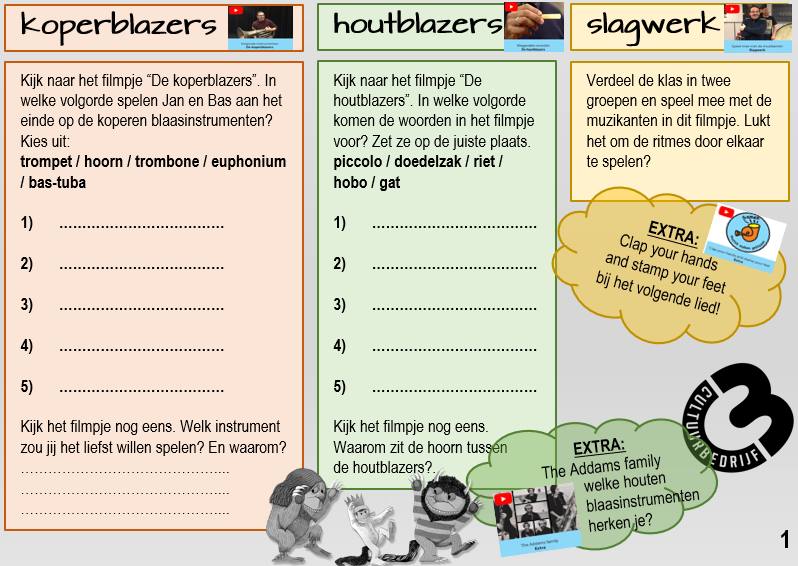 koperblazers
Kijk naar het filmpje “De koperblazers”. In
welke volgorde spelen Jan en Bas aan het
einde op de koperen blaasinstrumenten?
Kies uit:
trompet / hoorn / trombone / euphonium
/ bas-tuba
1) ……………………………
2) ……………………………
3) ……………………………
4) ……………………………
5) ……………………………
Kijk het filmpje nog eens. Welk instrument
zou jij het liefst willen spelen? En waarom?
……………………………………
……………………………………
……………………………………
houtblazers
Kijk naar het filmpje “De
houtblazers”. In welke volgorde
komen de woorden in het filmpje
voor? Zet ze op de juiste plaats.
piccolo / doedelzak / riet /
hobo / gat
1) ……………………………
2) ……………………………
3) ……………………………
4) ……………………………
5) ……………………………
Kijk het filmpje nog eens.
Waarom zit de hoorn tussen
de houtblazers?
slagwerk
Verdeel de klas in twee
groepen en speel mee met de
muzikanten in dit filmpje. Lukt
het om de ritmes door elkaar
te spelen?
EXTRA:
Clap your hands
and stamp your feet
bij het volgende lied!
CULTUURBEDRIJF
3
EXTRA:
The Addams family
welke houten
blaasinstrumenten
herken je?
The Addams family
Extra
1